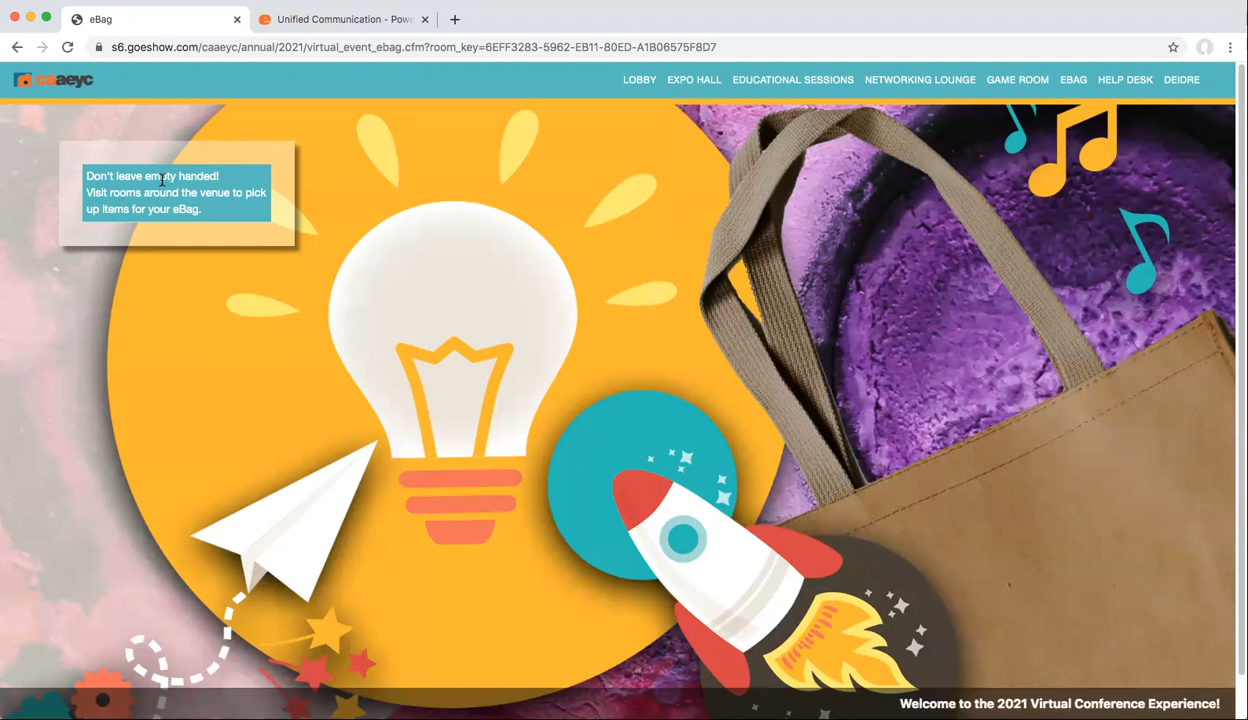 eBag
Unified Communication - Powe
s6.goeshow.com/caaeyc/annual/2021/virtual_event_ebag.cfm?room_key=6EFF3283-5962-EB11-80ED-A1B06575F8D7
caaeyc
LOBBY EXPO HALL EDUCATIONAL SESSIONS NETWORKING LOUNGE GAME ROOM EBAG HELP DESK DEIDRE
Don't leave empty handed!
Visit rooms around the venue to pick
up items for your eBag.
Welcome to the 2021 Virtual Conference Experience!